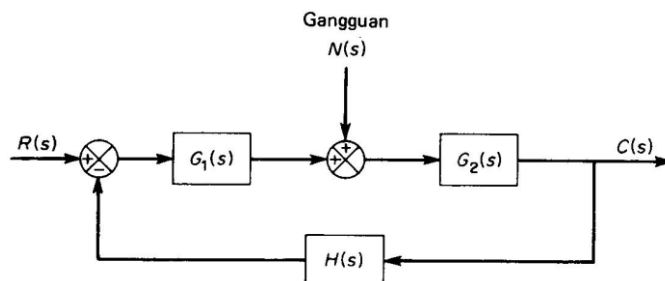 Gangguan
N(s)
R(s)
+
−
G₁(s)
+
+
G₂(s)
C(s)
H(s)